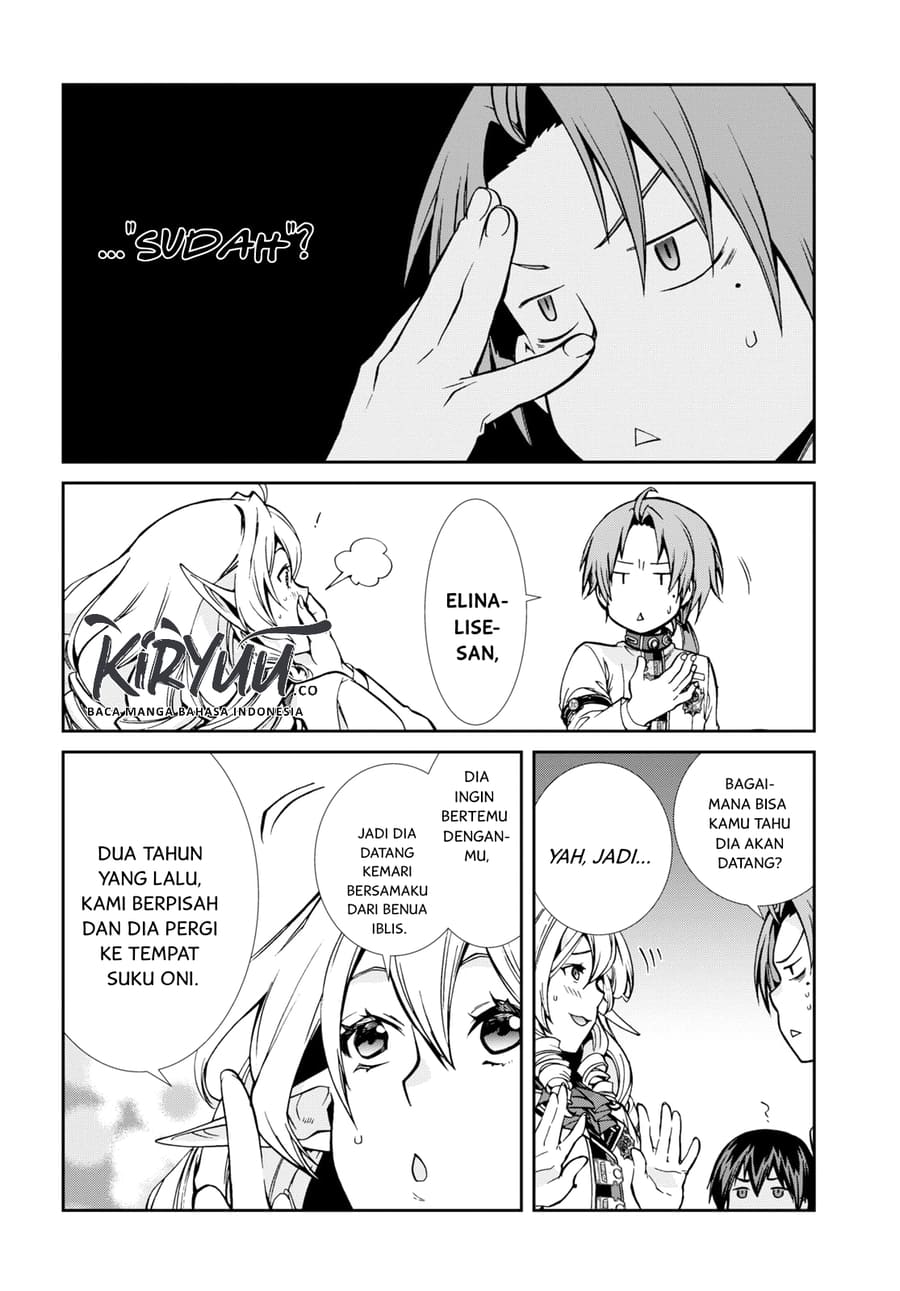 ..."SUDAH"?
ELINA-
LISE-
SAN,
KIRYUU
.CO
BACA MANGA BAHASA INDONESIA
BAGAI-
MANA BISA
KAMU TAHU
DIA AKAN
DATANG?
YAH, JADI...
DIA
INGIN
BERTEMU
DENGAN-
MU,
JADI DIA
DATANG
KEMARI
BERSAMAKU
DARI BENUA
IBLIS.
DUA TAHUN
YANG LALU,
KAMI BERPISAH
DAN DIA PERGI
KE TEMPAT
SUKU ONI.